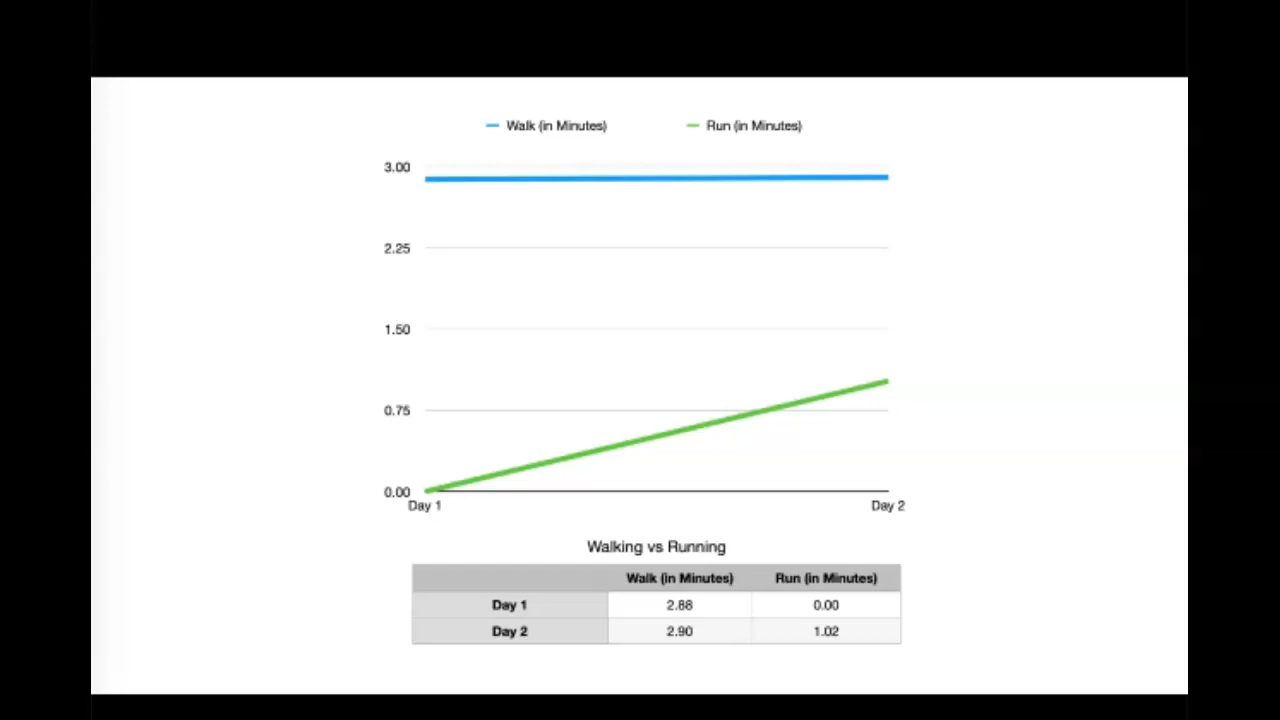 Walk (in Minutes) Run (in Minutes)
3.00
2.25
1.50
0.75
0.00
Day 1 Day 2
Walking vs Running
Walk (in Minutes) Run (in Minutes)
Day 1 2.88 0.00
Day 2 2.90 1.02